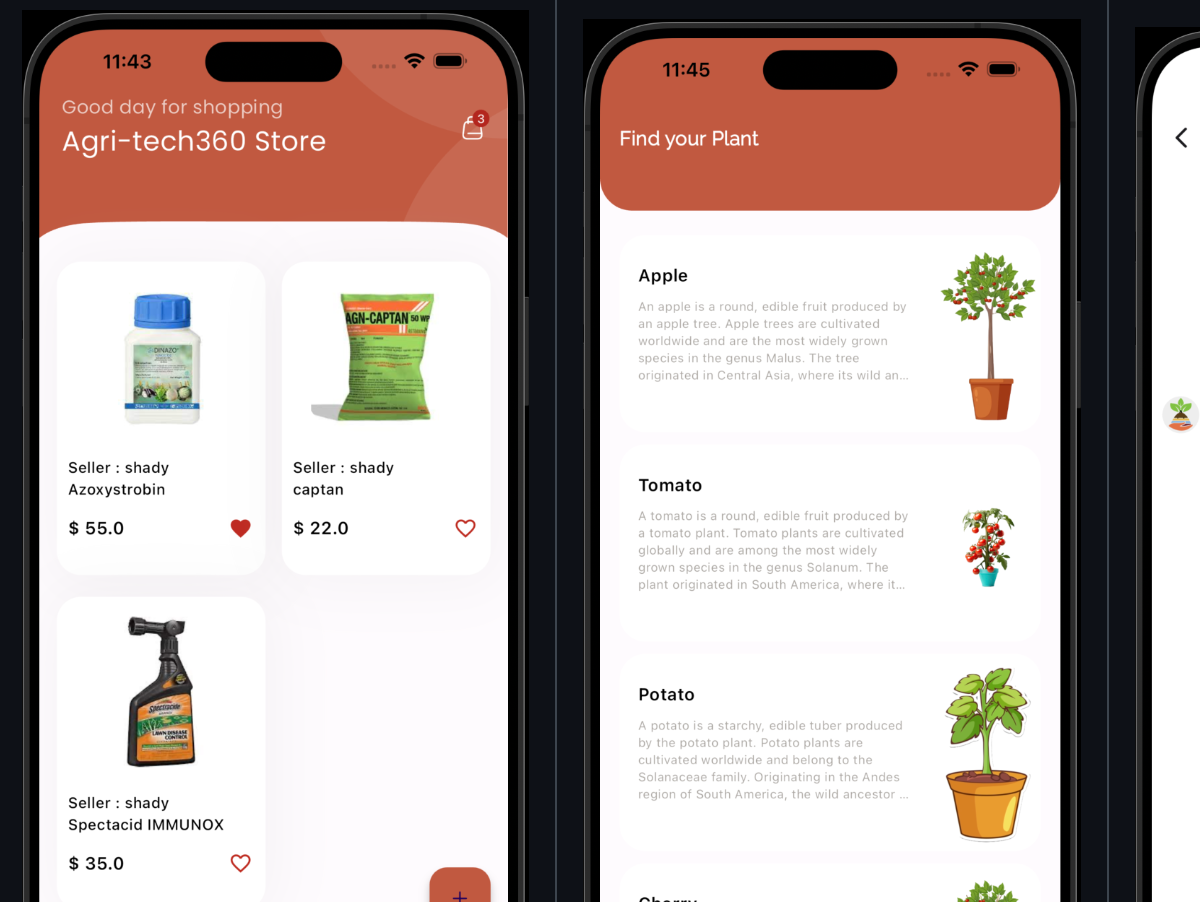 11:43
Good day for shopping
Agri-tech360 Store
3
DINAZO
AGN-CAPTAN 50 WP
Seller : shady
Azoxystrobin
$ 55.0
Seller : shady
captan
$ 22.0
Spectracide
LAWN DISEASE
CONTROL
Seller : shady
Spectacid IMMUNOX
$ 35.0
+
11:45
Find your Plant
Apple
An apple is a round, edible fruit produced by
an apple tree. Apple trees are cultivated
worldwide and are the most widely grown
species in the genus Malus. The tree
originated in Central Asia, where its wild an...
Tomato
A tomato is a round, edible fruit produced by
a tomato plant. Tomato plants are cultivated
globally and are among the most widely
grown species in the genus Solanum. The
plant originated in South America, where it...
Potato
A potato is a starchy, edible tuber produced
by the potato plant. Potato plants are
cultivated worldwide and belong to the
Solanaceae family. Originating in the Andes
region of South America, the wild ancestor ...
Cherry